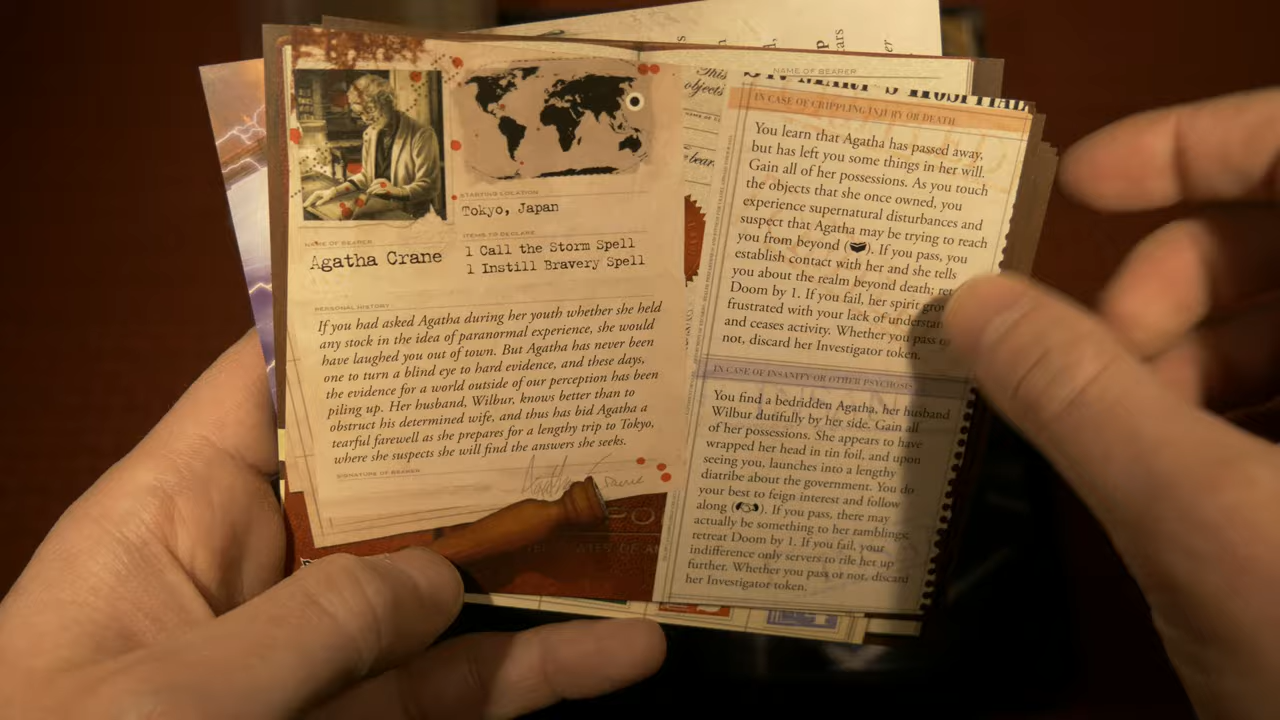 STARTING LOCATION
Tokyo, Japan
NAME OF BEARER
Agatha Crane
ITEMS TO DECLARE
1 Call the Storm Spell
1 Instill Bravery Spell
PERSONAL HISTORY
If you had asked Agatha during her youth whether she held
any stock in the idea of paranormal experience, she would
have laughed you out of town. But Agatha has never been
one to turn a blind eye to hard evidence, and these days,
the evidence for a world outside of our perception has been
piling up. Her husband, Wilbur, knows better than to
obstruct his determined wife, and thus has bid Agatha a
tearful farewell as she prepares for a lengthy trip to Tokyo,
where she suspects she will find the answers she seeks.
SIGNATURE OF BEARER
This
objects
bear
NAME OF BEARER
IN CASE OF CRIPPLING INJURY OR DEATH
You learn that Agatha has passed away,
but has left you some things in her will.
Gain all of her possessions. As you touch
the objects that she once owned, you
experience supernatural disturbances and
suspect that Agatha may be trying to reach
you from beyond ( ). If you pass, you
establish contact with her and she tells
you about the realm beyond death;
Doom by 1. If you fail, her spirit
frustrated with your lack of
and ceases activity. Whether you pass
not, discard her Investigator token.
IN CASE OF INSANITY OR OTHER PSYCHOSIS
You find a bedridden Agatha, her husband
Wilbur dutifully by her side. Gain all
of her possessions. She appears to have
wrapped her head in tin foil, and upon
seeing you, launches into a lengthy
diatribe about the government. You do
your best to feign interest and follow
along ( ). If you pass, there may
actually be something to her ramblings;
retreat Doom by 1. If you fail, your
indifference only servers to rile her up
further. Whether you pass or not, discard
her Investigator token.